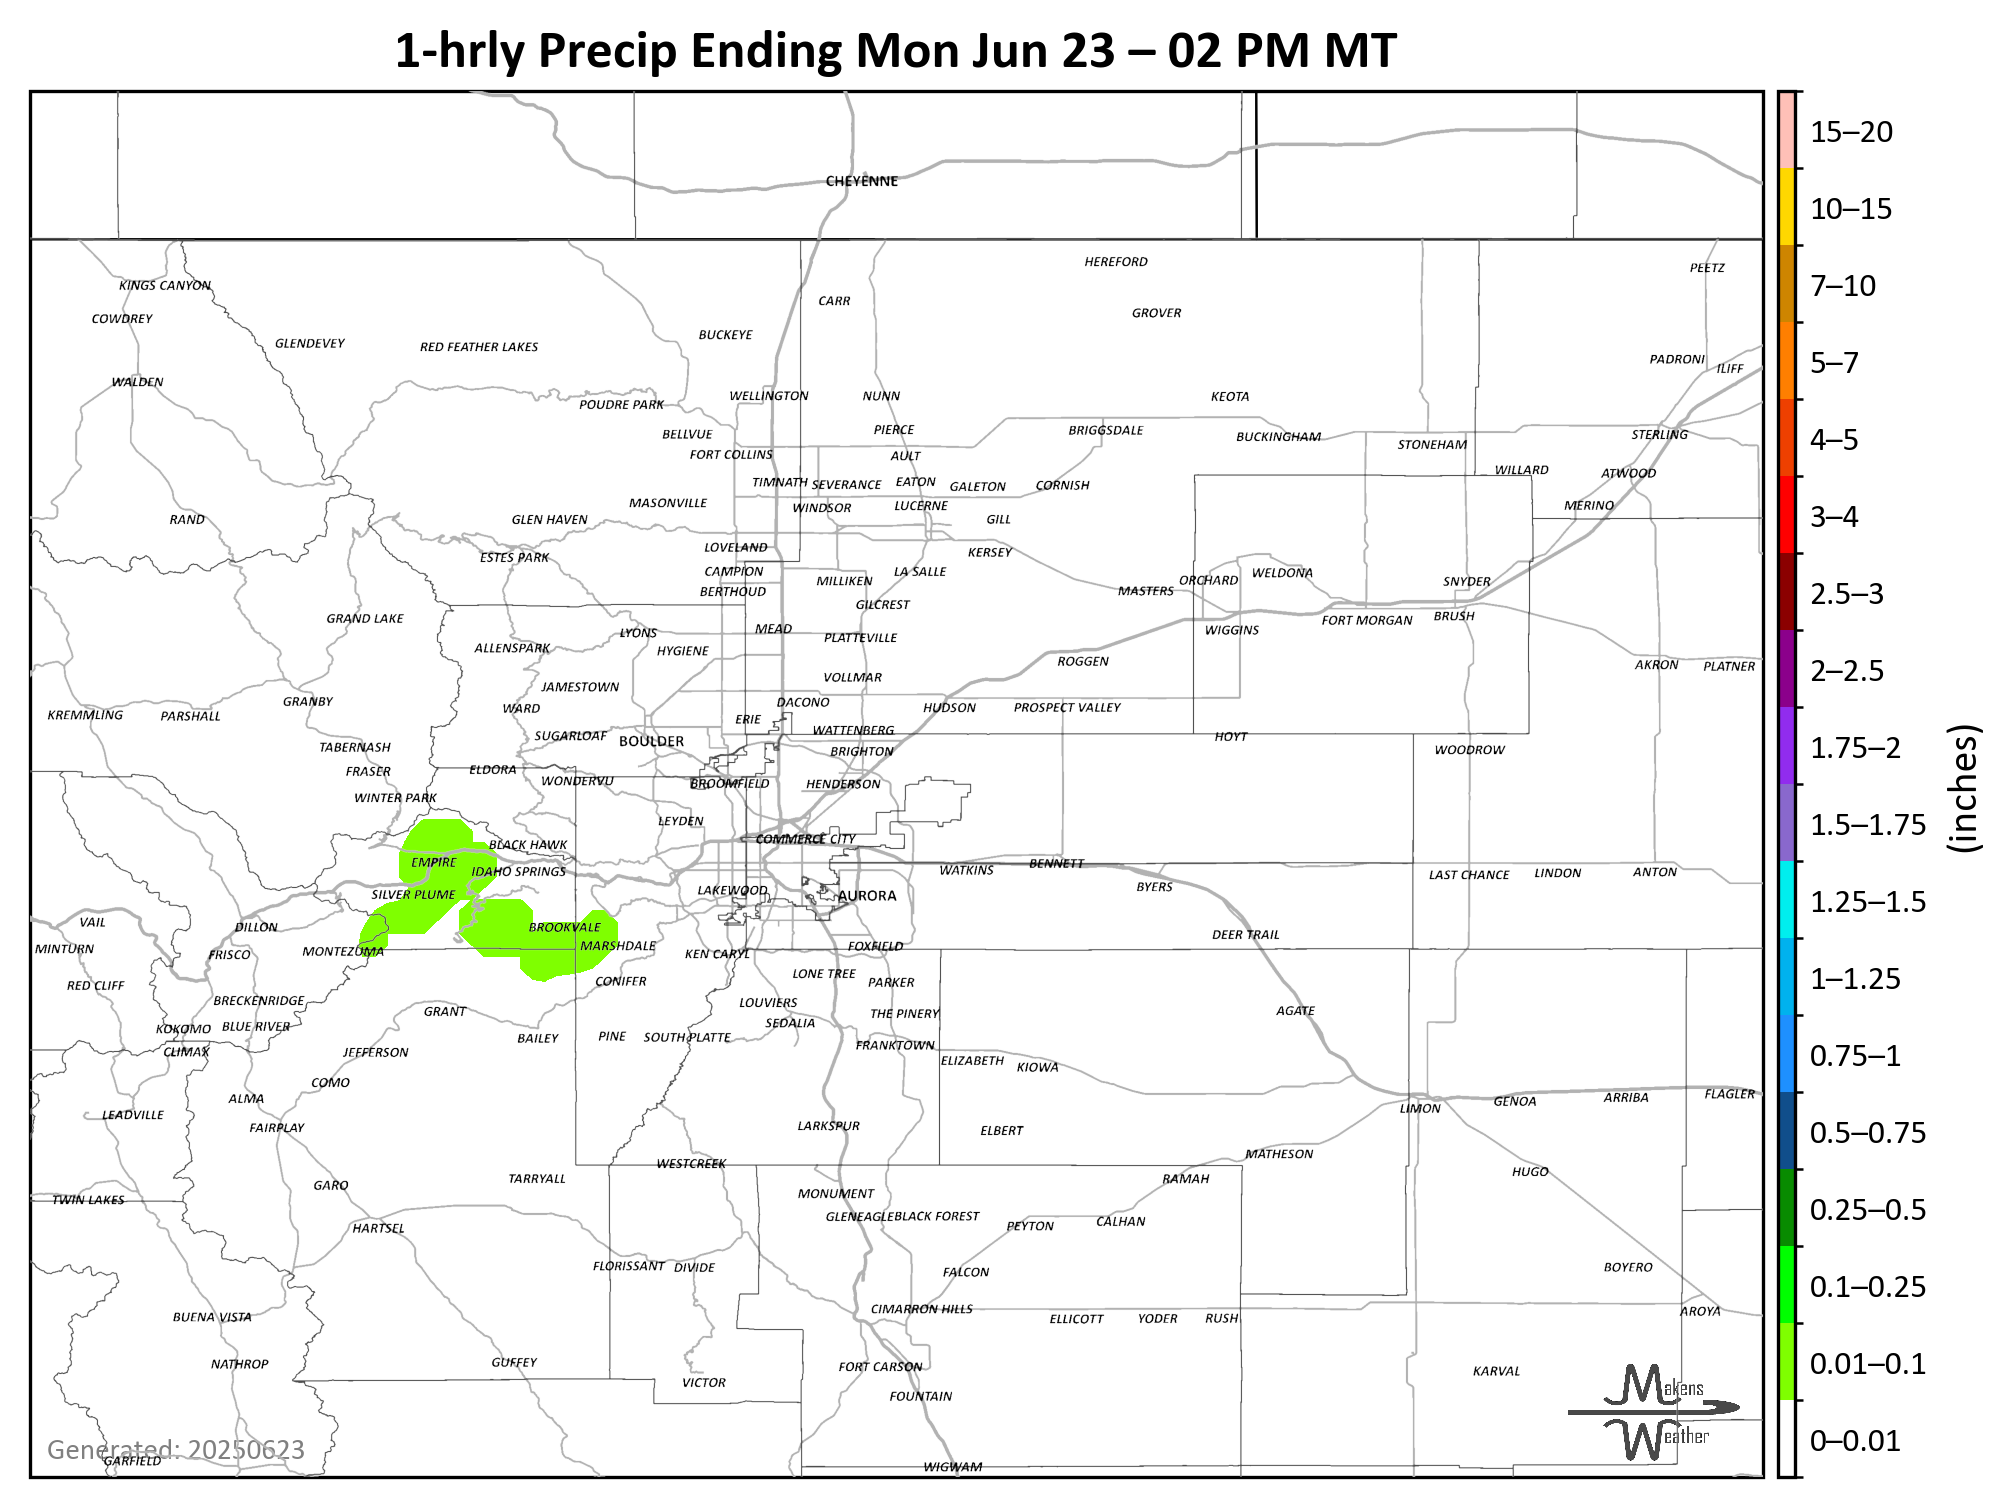 1-hrly Precip Ending Mon Jun 23 – 02 PM MT
CHEYENNE
15–20
10–15
7–10
5–7
4–5
3–4
2.5–3
2–2.5
1.75–2
1.5–1.75
1.25–1.5
1–1.25
0.75–1
0.5–0.75
0.25–0.5
0.1–0.25
0.01–0.1
0–0.01
(inches)
HEREFORD
PEETZ
KINGS CANYON
CARR
COWDREY
GROVER
GLENDEVEY
RED FEATHER LAKES
BUCKEYE
PADRONI
ILIFF
WALDEN
WELLINGTON
NUNN
KEOTA
POUDRE PARK
BELLVUE
PIERCE
BRIGGSDALE
BUCKINGHAM
STONEHAM
STERLING
FORT COLLINS
AULT
WILLARD
ATWOOD
TIMNATH
SEVERANCE
EATON
GALETON
CORNISH
MASONVILLE
WINDSOR
LUCERNE
MERINO
RAND
GLEN HAVEN
GILL
ESTES PARK
LOVELAND
KERSEY
CAMPION
MILLIKEN
LA SALLE
ORCHARD
WELDONA
SNYDER
BERTHOUD
MASTERS
GILCREST
GRAND LAKE
LYONS
MEAD
PLATTEVILLE
WIGGINS
FORT MORGAN
BRUSH
ALLENSPARK
HYGIENE
ROGGEN
AKRON
PLATNER
JAMESTOWN
VOLLMAR
GRANBY
WARD
DACONO
HUDSON
PROSPECT VALLEY
KREMMLING
PARSHALL
ERIE
WATTENBERG
SUGARLOAF
BOULDER
HOYT
TABERNASH
BRIGHTON
WOODROW
FRASER
ELDORA
WONDERVU
BROOMFIELD
HENDERSON
WINTER PARK
LEYDEN
BLACK HAWK
COMMERCE CITY
EMPIRE
IDAHO SPRINGS
WATKINS
BENNETT
BYERS
LAST CHANCE
LINDON
ANTON
SILVER PLUME
LAKEWOOD
AURORA
VAIL
DILLON
BROOKVALE
DEER TRAIL
MINTURN
FRISCO
MONTEZUMA
MARSHDALE
KEN CARYL
FOXFIELD
RED CLIFF
CONIFER
LONE TREE
PARKER
BRECKENRIDGE
GRANT
LOUVIERS
THE PINERY
AGATE
KOKOMO
BLUE RIVER
SEDALIA
CLIMAX
JEFFERSON
BAILEY
PINE
SOUTH PLATTE
FRANKTOWN
ELIZABETH
KIOWA
COMO
ALMA
LEADVILLE
LIMON
GENOA
ARRIBA
FLAGLER
FAIRPLAY
LARKSPUR
ELBERT
WESTCREEK
MATHESON
HUGO
TWIN LAKES
GARO
TARRYALL
MONUMENT
RAMAH
HARTSEL
GLENEAGLE
BLACK FOREST
PEYTON
CALHAN
FLORISSANT
DIVIDE
FALCON
BOYERO
BUENA VISTA
CIMARRON HILLS
ELLICOTT
YODER
RUSH
AROYA
NATHROP
GUFFEY
VICTOR
FORT CARSON
KARVAL
FOUNTAIN
Makens
Weather
Generated: 20250623
GARFIELD
WIGWAM